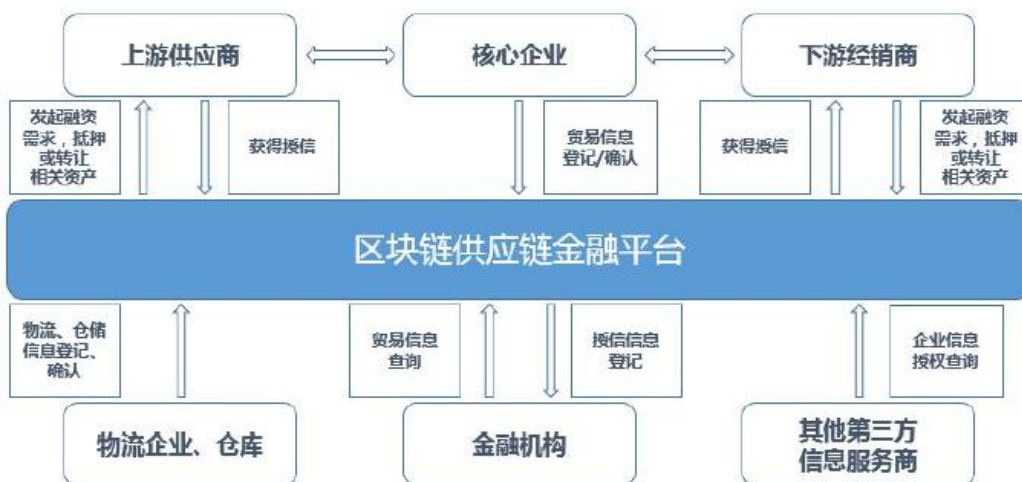 上游供应商
核心企业
下游经销商
发起融资
需求，抵押
或转让
相关资产
获得授信
贸易信息
登记/确认
获得授信
发起融资
需求，抵押
或转让
相关资产
区块链供应链金融平台
物流、仓储
信息登记、
确认
贸易信息
查询
授信信息
登记
企业信息
授权查询
物流企业、仓库
金融机构
其他第三方
信息服务商